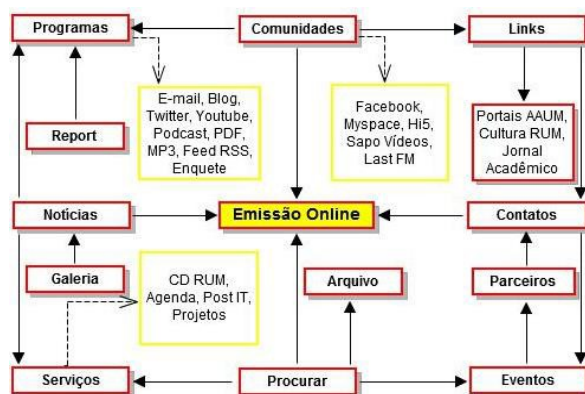 Programas
Comunidades
Links
E-mail, Blog,
Twitter, Youtube,
Podcast, PDF,
MP3, Feed RSS,
Enquete
Facebook,
Myspace, Hi5,
Sapo Vídeos,
Last FM
Portais AAUM,
Cultura RUM,
Jornal
Acadêmico
Report
Notícias
Emissão Online
Contatos
Galeria
CD RUM,
Agenda, Post IT,
Projetos
Arquivo
Parceiros
Serviços
Procurar
Eventos